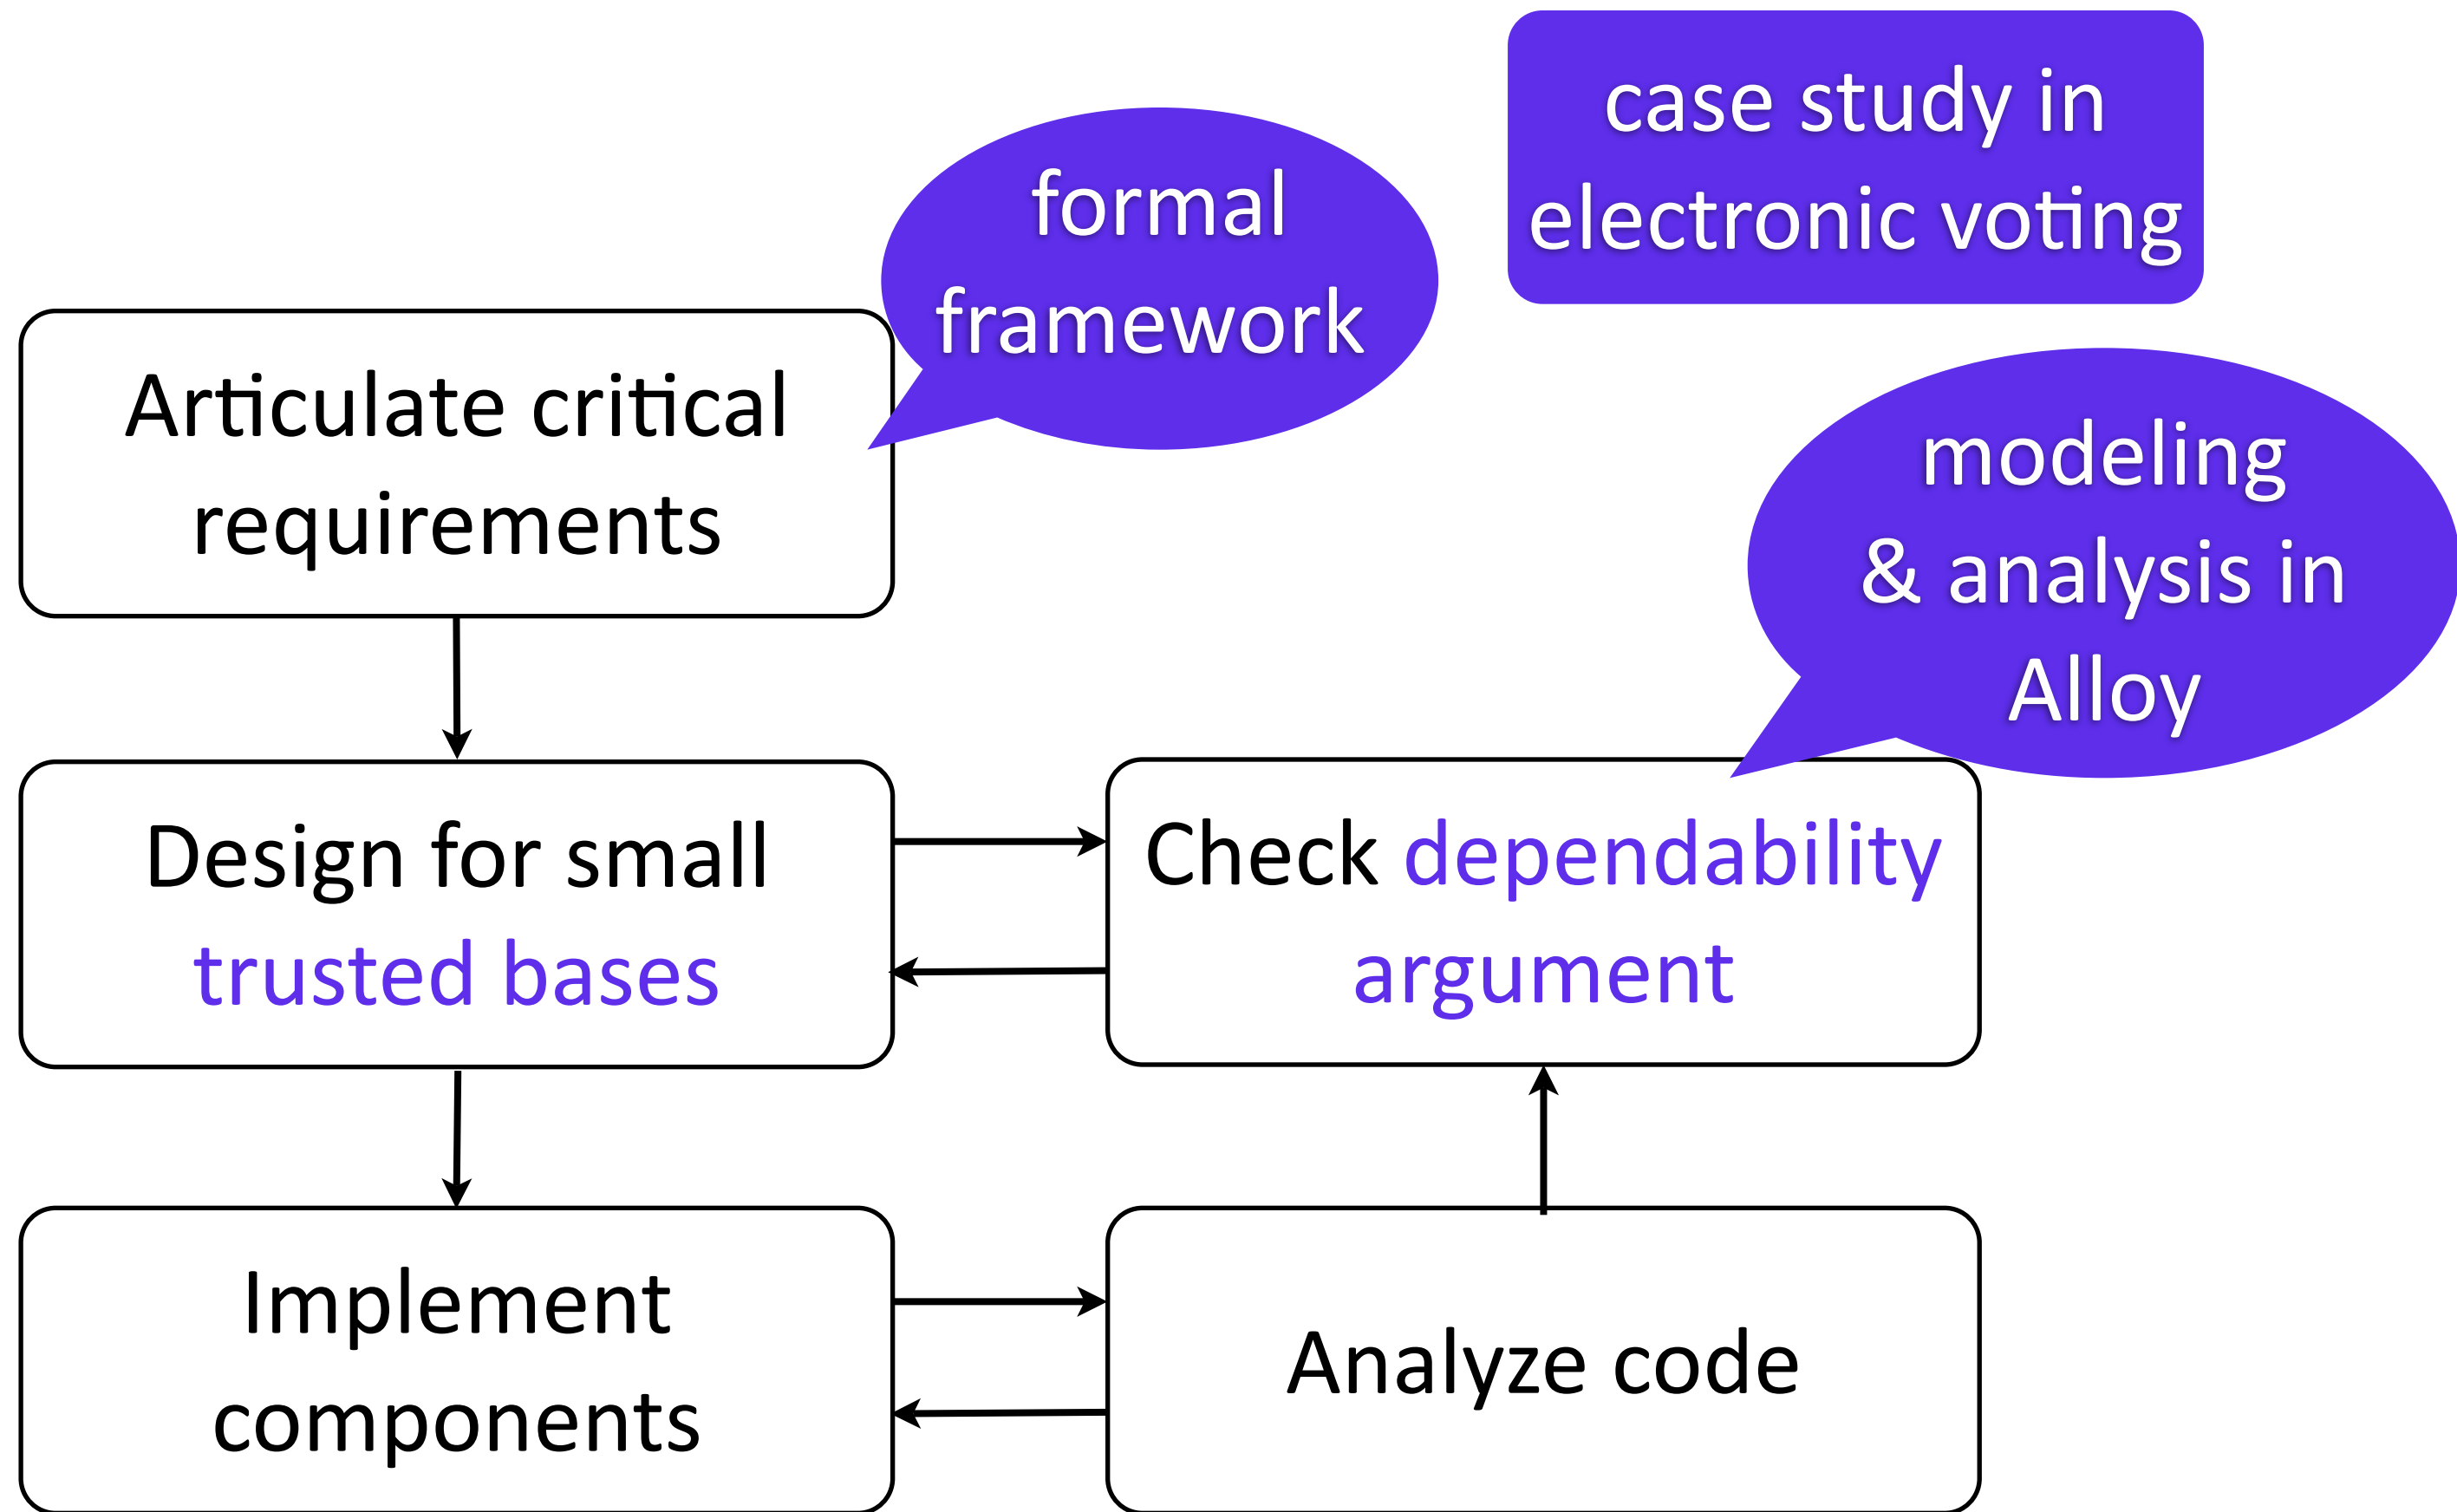 case study in
electronic voting
formal
framework
Articulate critical
requirements
modeling
& analysis in
Alloy
Design for small
trusted bases
Check dependability
argument
Implement
components
Analyze code